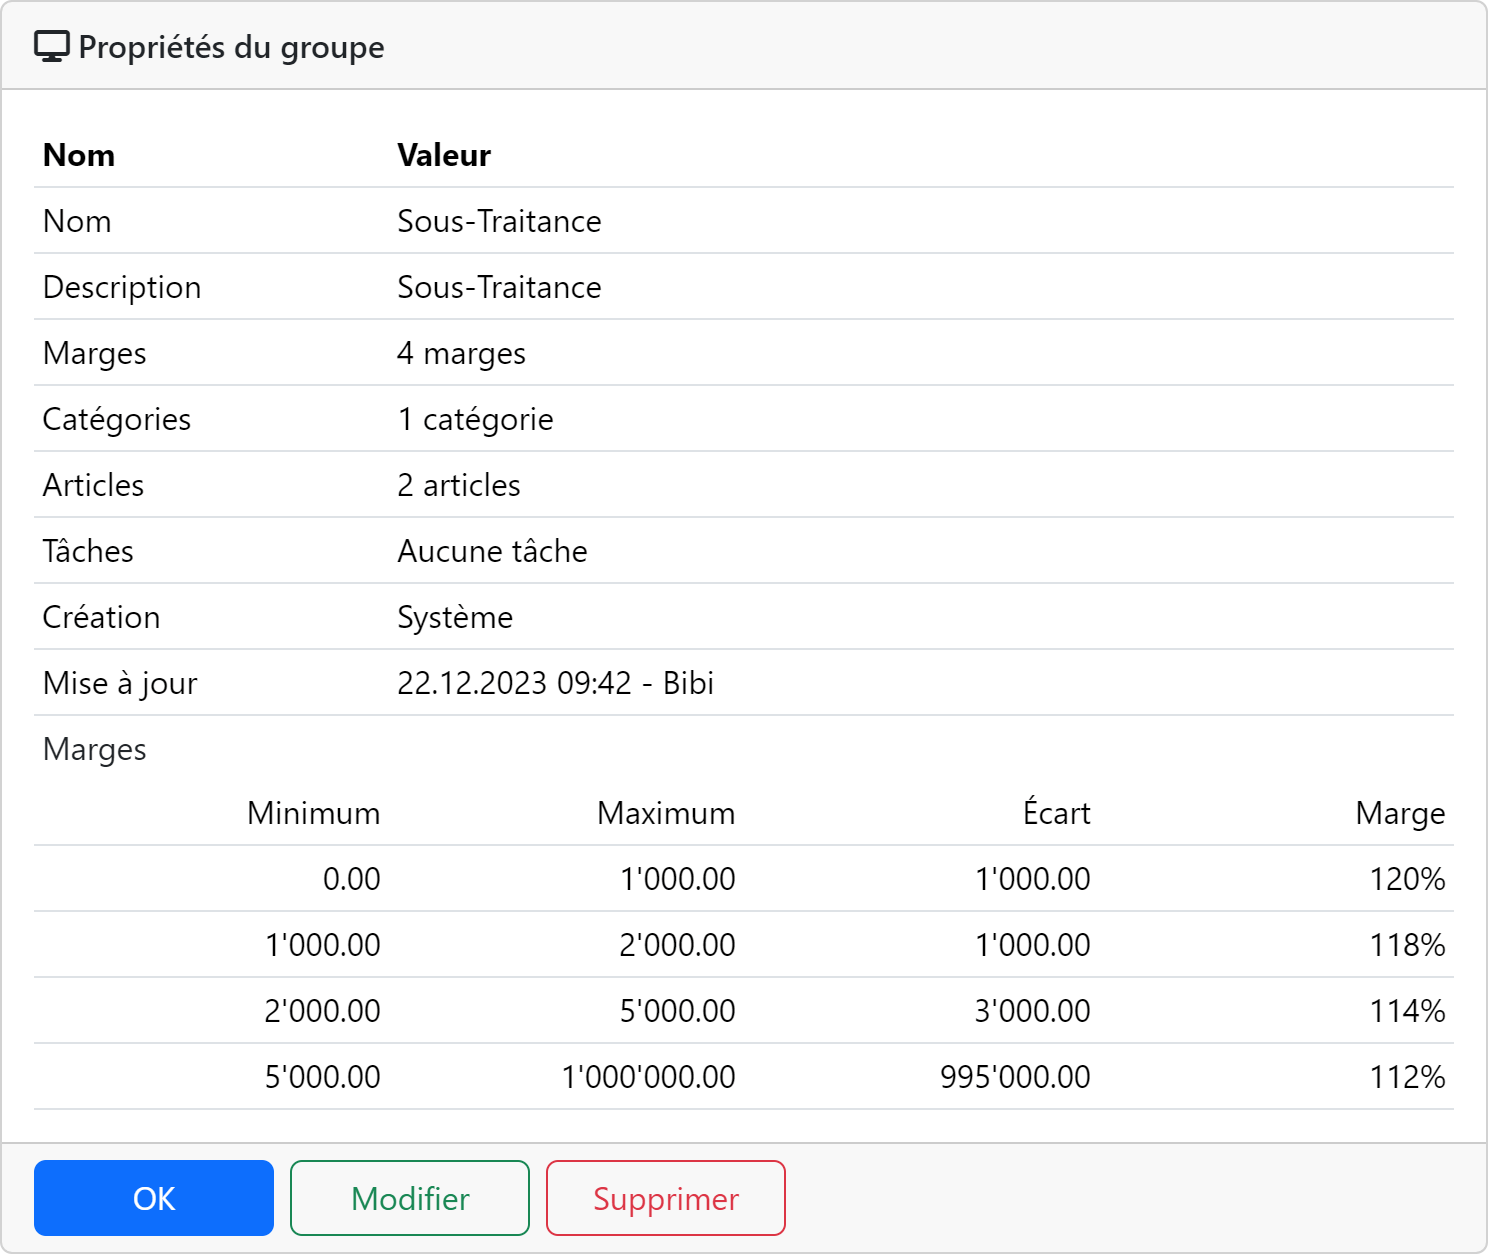 Propriétés du groupe
Nom Valeur
Nom Sous-Traitance
Description Sous-Traitance
Marges 4 marges
Catégories 1 catégorie
Articles 2 articles
Tâches Aucune tâche
Création Système
Mise à jour 22.12.2023 09:42 - Bibi
Marges
Minimum Maximum Écart Marge
0.00 1'000.00 1'000.00 120%
1'000.00 2'000.00 1'000.00 118%
2'000.00 5'000.00 3'000.00 114%
5'000.00 1'000'000.00 995'000.00 112%
OK Modifier Supprimer